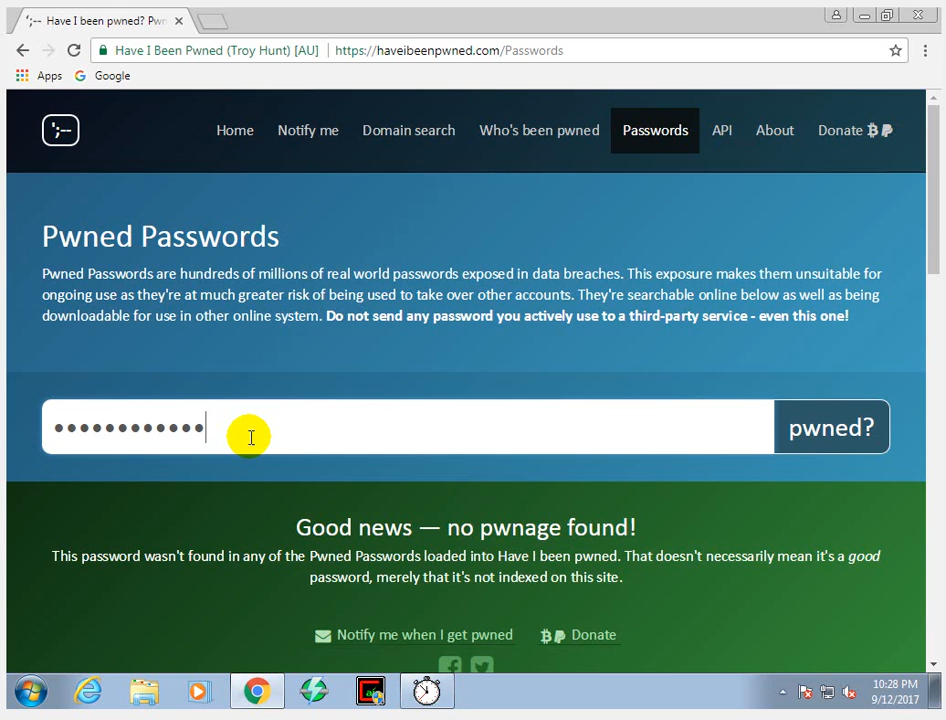 ';-- Have I been pwned? Pwn
Have I Been Pwned (Troy Hunt) [AU] https://haveibeenpwned.com/Passwords
Apps Google
';-- Home Notify me Domain search Who's been pwned Passwords API About Donate
Pwned Passwords
Pwned Passwords are hundreds of millions of real world passwords exposed in data breaches. This exposure makes them unsuitable for
ongoing use as they're at much greater risk of being used to take over other accounts. They're searchable online below as well as being
downloadable for use in other online system. Do not send any password you actively use to a third-party service - even this one!
•••••••••••• pwned?
Good news — no pwnage found!
This password wasn't found in any of the Pwned Passwords loaded into Have I been pwned. That doesn't necessarily mean it's a good
password, merely that it's not indexed on this site.
Notify me when I get pwned Donate
10:28 PM
9/12/2017